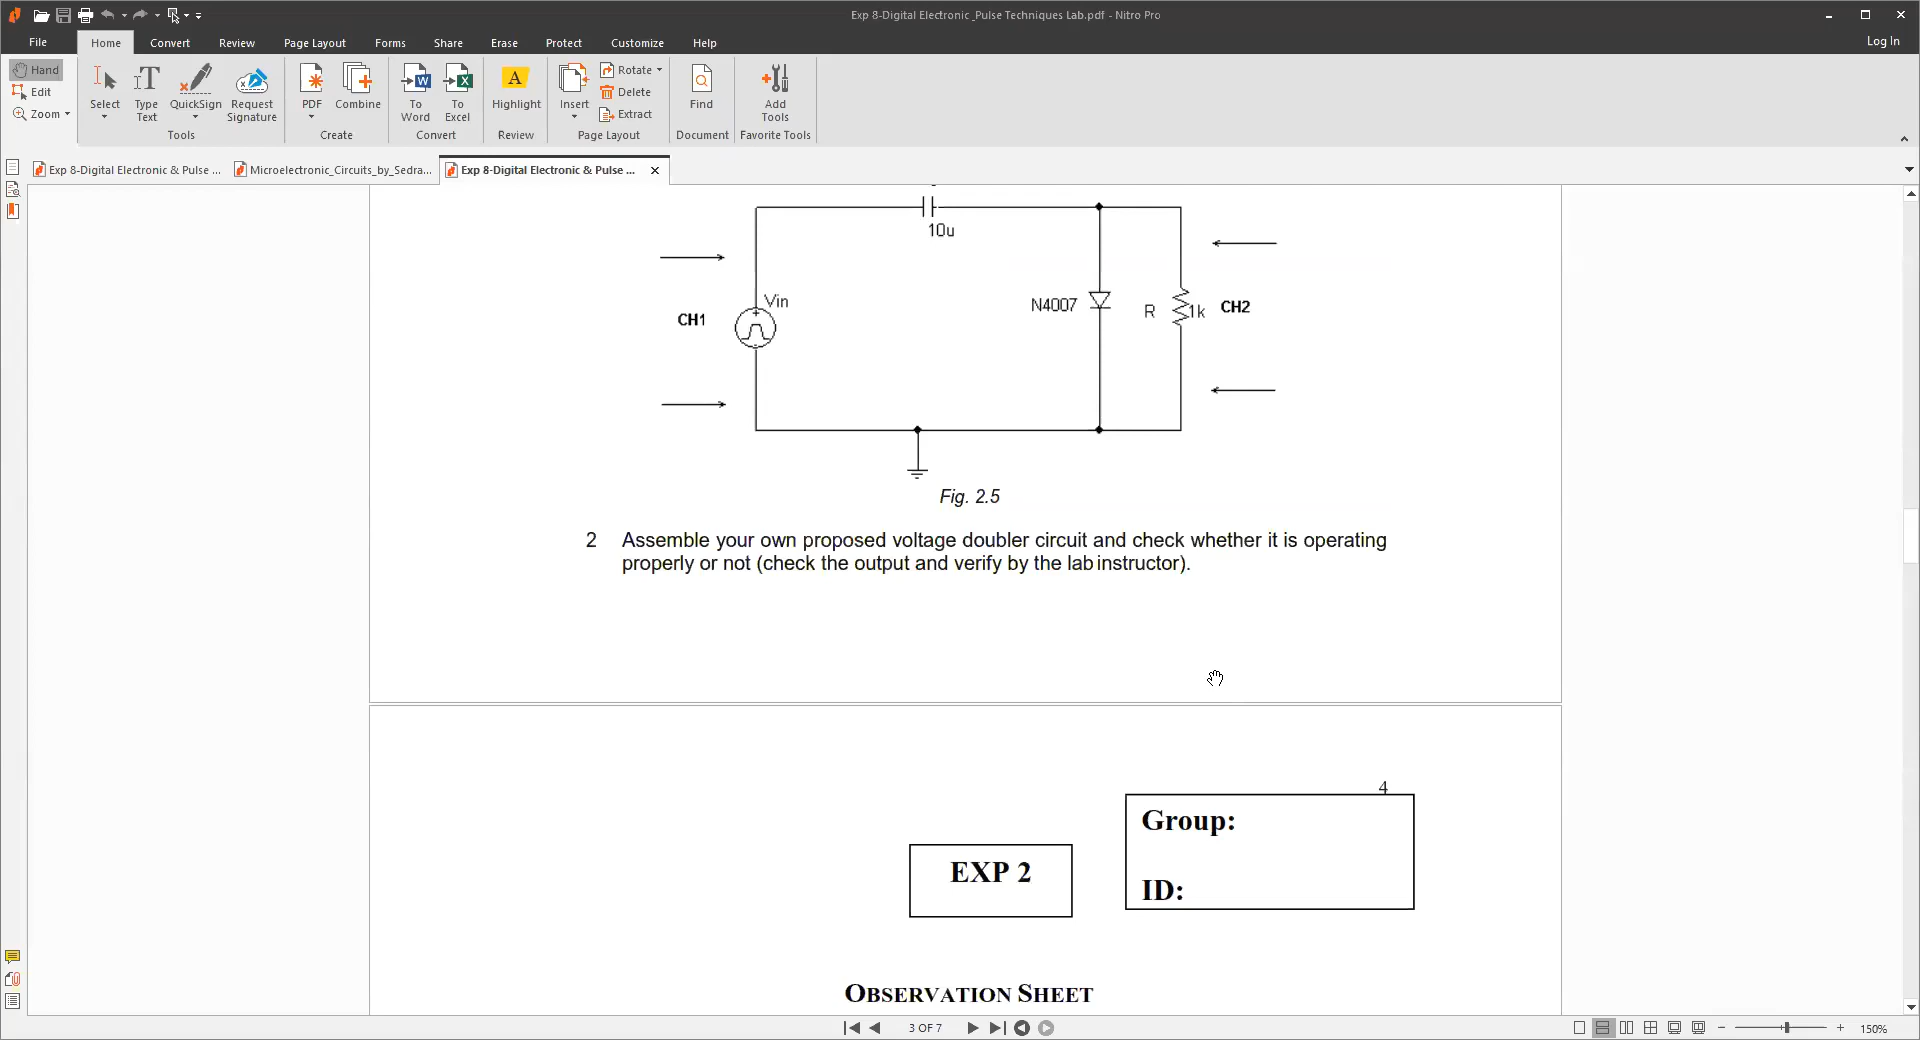 Exp 8-Digital Electronic _Pulse Techniques Lab.pdf - Nitro Pro
File
Home
Convert
Review
Page Layout
Forms
Share
Erase
Protect
Customize
Help
Log In
Hand
Edit
Zoom
Select
Type
Text
QuickSign
Request
Signature
Tools
PDF
Combine
Create
To
Word
To
Excel
Convert
Highlight
Review
Insert
Rotate
Delete
Extract
Page Layout
Find
Document
Add
Tools
Favorite Tools
Exp 8-Digital Electronic & Pulse ...
Microelectronic_Circuits_by_Sedra...
Exp 8-Digital Electronic & Pulse ...
10u
Vin
CH1
N4007
R
1k
CH2
Fig. 2.5
2 Assemble your own proposed voltage doubler circuit and check whether it is operating
properly or not (check the output and verify by the lab instructor).
4
Group:
ID:
EXP 2
OBSERVATION SHEET
3 OF 7
150%